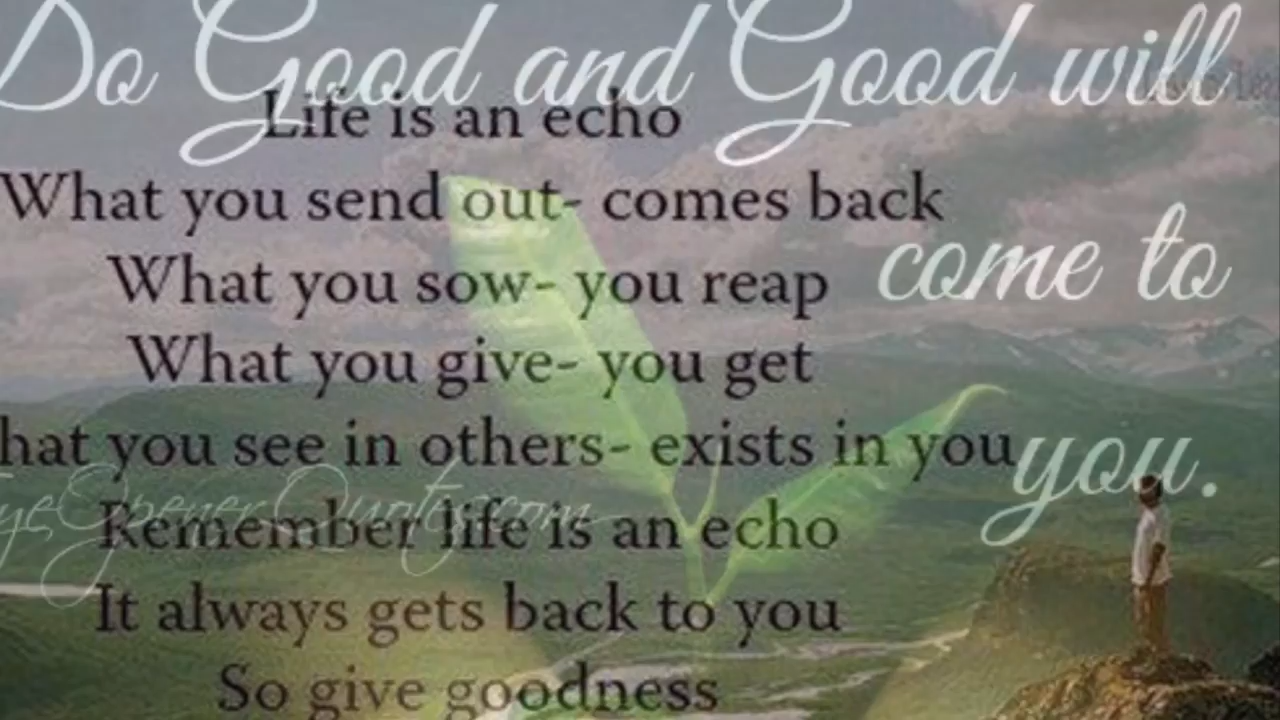 Do Good and Good will
come to
you.
Life is an echo
What you send out- comes back
What you sow- you reap
What you give- you get
hat you see in others- exists in you
Remember life is an echo
It always gets back to you
So give goodness
yeOpenerQuotes.com